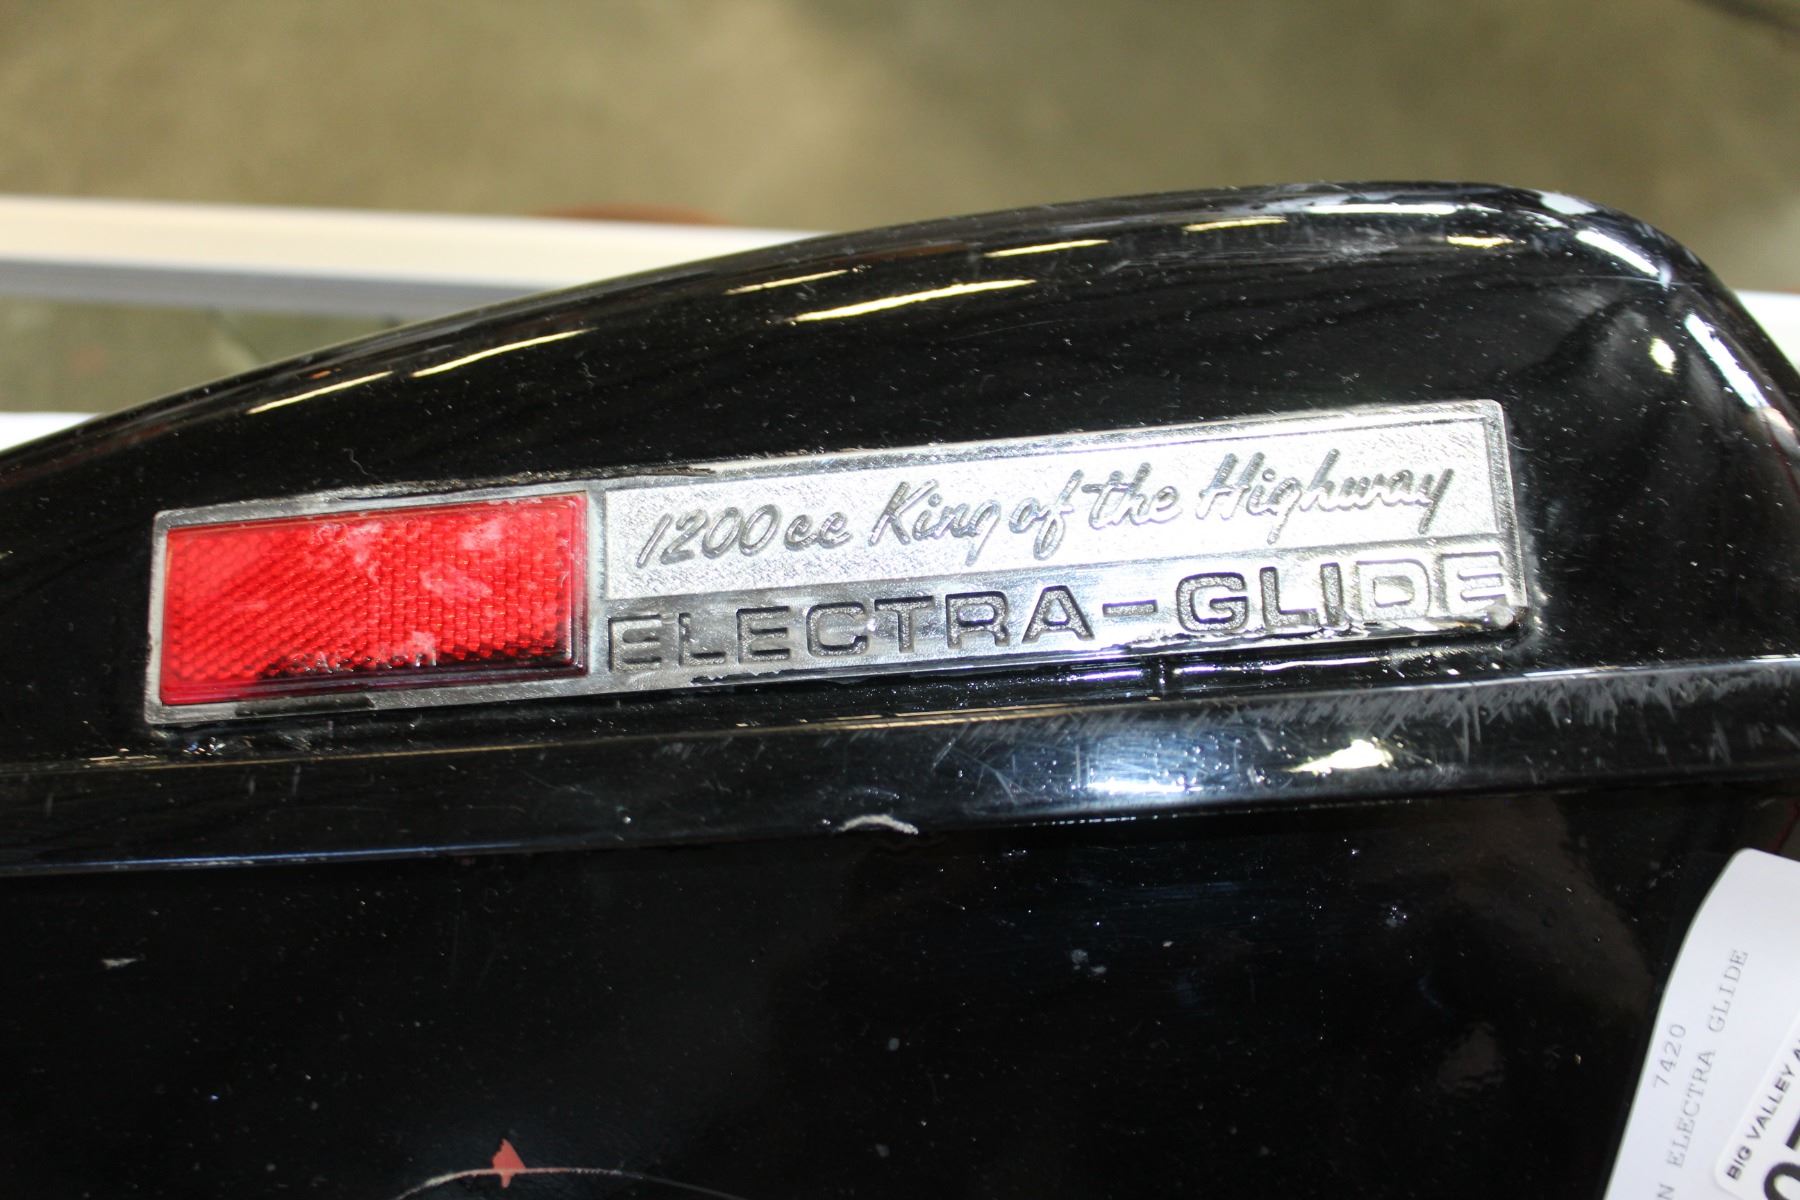 1200cc King of the Highway
ELECTRA-GLIDE
7420
N ELECTRA GLIDE
BIG VALLEY